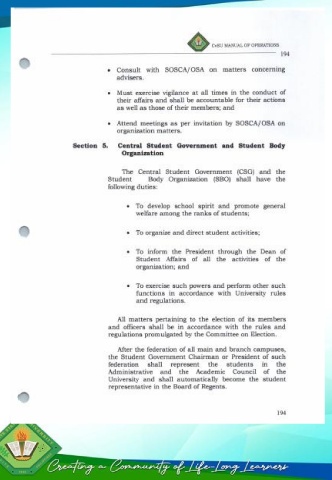 EsSU MANUAL OF OPERATIONS
194
• Consult with SOSCA/OSA on matters concerning
advisers.
• Must exercise vigilance at all times in the conduct of
their affairs and shall be accountable for their actions
as well as those of their members; and
• Attend meetings as per invitation by SOSCA/OSA on
organization matters.
Section 5. Central Student Government and Student Body
Organization
The Central Student Government (CSG) and the
Student Body Organization (SBO) shall have the
following duties:
• To develop school spirit and promote general
welfare among the ranks of students;
• To organize and direct student activities;
• To inform the President through the Dean of
Student Affairs of all the activities of the
organization; and
• To exercise such powers and perform other such
functions in accordance with University rules
and regulations.
All matters pertaining to the election of its members
and officers shall be in accordance with the rules and
regulations promulgated by the Committee on Election.
After the federation of all main and branch campuses,
the Student Government Chairman or President of such
federation shall represent the students in the
Administrative and the Academic Council of the
University and shall automatically become the student
representative in the Board of Regents.
194
Creating a Community of Life-Long Learners